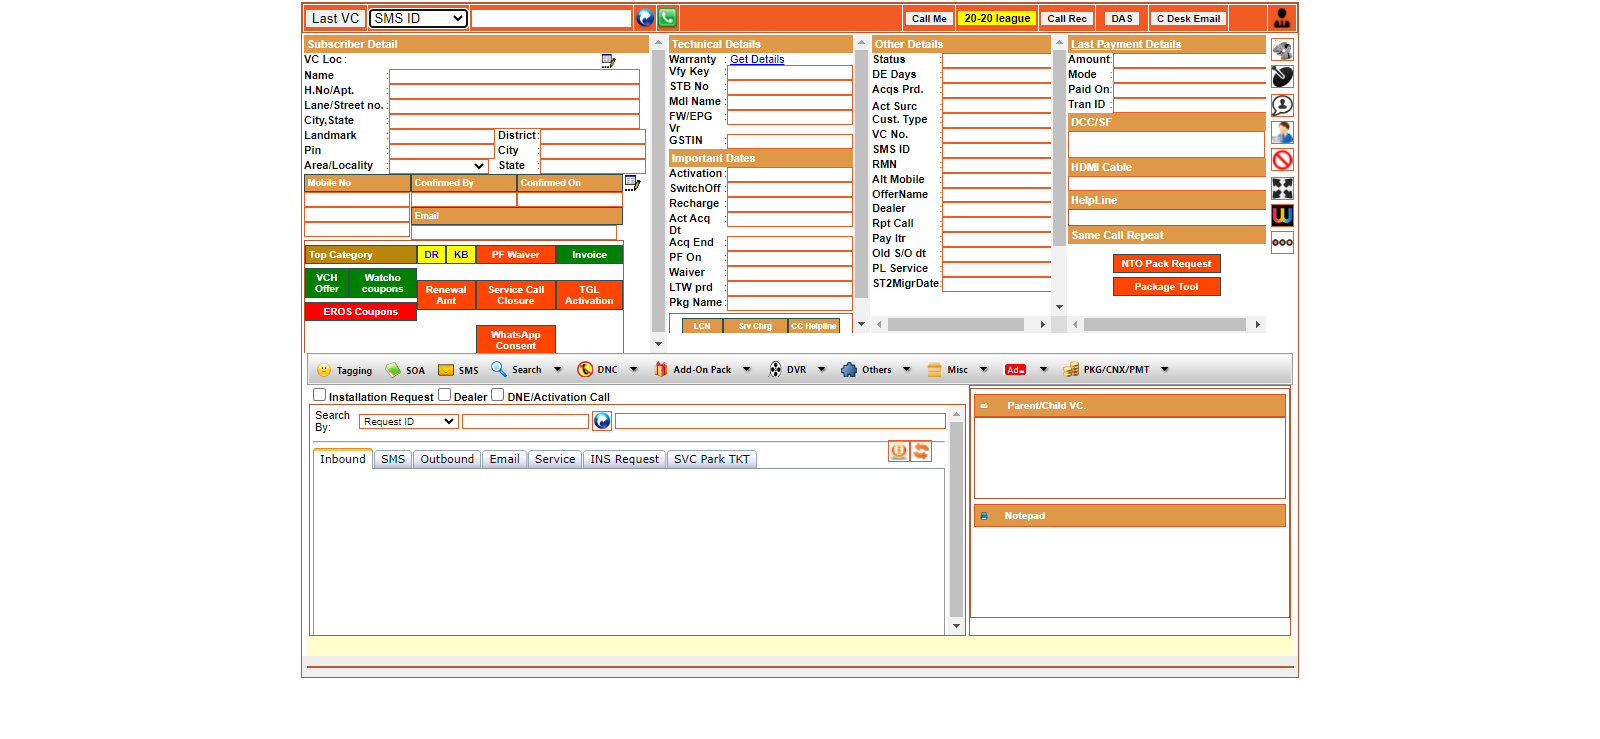 Last VC SMS ID Call Me 20-20 league Call Rec DAS C Desk Email
Subscriber Detail
VC Loc :
Name :
H.No/Apt. :
Lane/Street no. :
City,State :
Landmark : District :
Pin : City :
Area/Locality : State :
Mobile No Confirmed By Confirmed On
Email
Top Category DR KB PF Waiver Invoice
VCH Offer Watcho coupons Renewal Amt Service Call Closure TGL Activation
EROS Coupons
WhatsApp Consent
Technical Details
Warranty : Get Details
Vfy Key :
STB No :
Mdl Name :
FW/EPG Vr :
GSTIN :
Important Dates
Activation :
SwitchOff :
Recharge :
Act Acq Dt :
Acq End :
PF On :
Waiver :
LTW prd :
Pkg Name :
LCN Srv Chrg CC Helpline
Other Details
Status :
DE Days :
Acqs Prd. :
Act Surc :
Cust. Type :
VC No. :
SMS ID :
RMN :
Alt Mobile :
OfferName :
Dealer :
Rpt Call :
Pay Itr :
Old S/O dt :
PL Service :
ST2MigrDate:
Last Payment Details
Amount:
Mode :
Paid On:
Tran ID :
DCC/SF
HDMI Cable
HelpLine
Same Call Repeat
NTO Pack Request
Package Tool
Tagging SOA SMS Search DNC Add-On Pack DVR Others Misc Ad PKG/CNX/PMT
Installation Request Dealer DNE/Activation Call
Search By: Request ID
Inbound SMS Outbound Email Service INS Request SVC Park TKT
Parent/Child VC.
Notepad